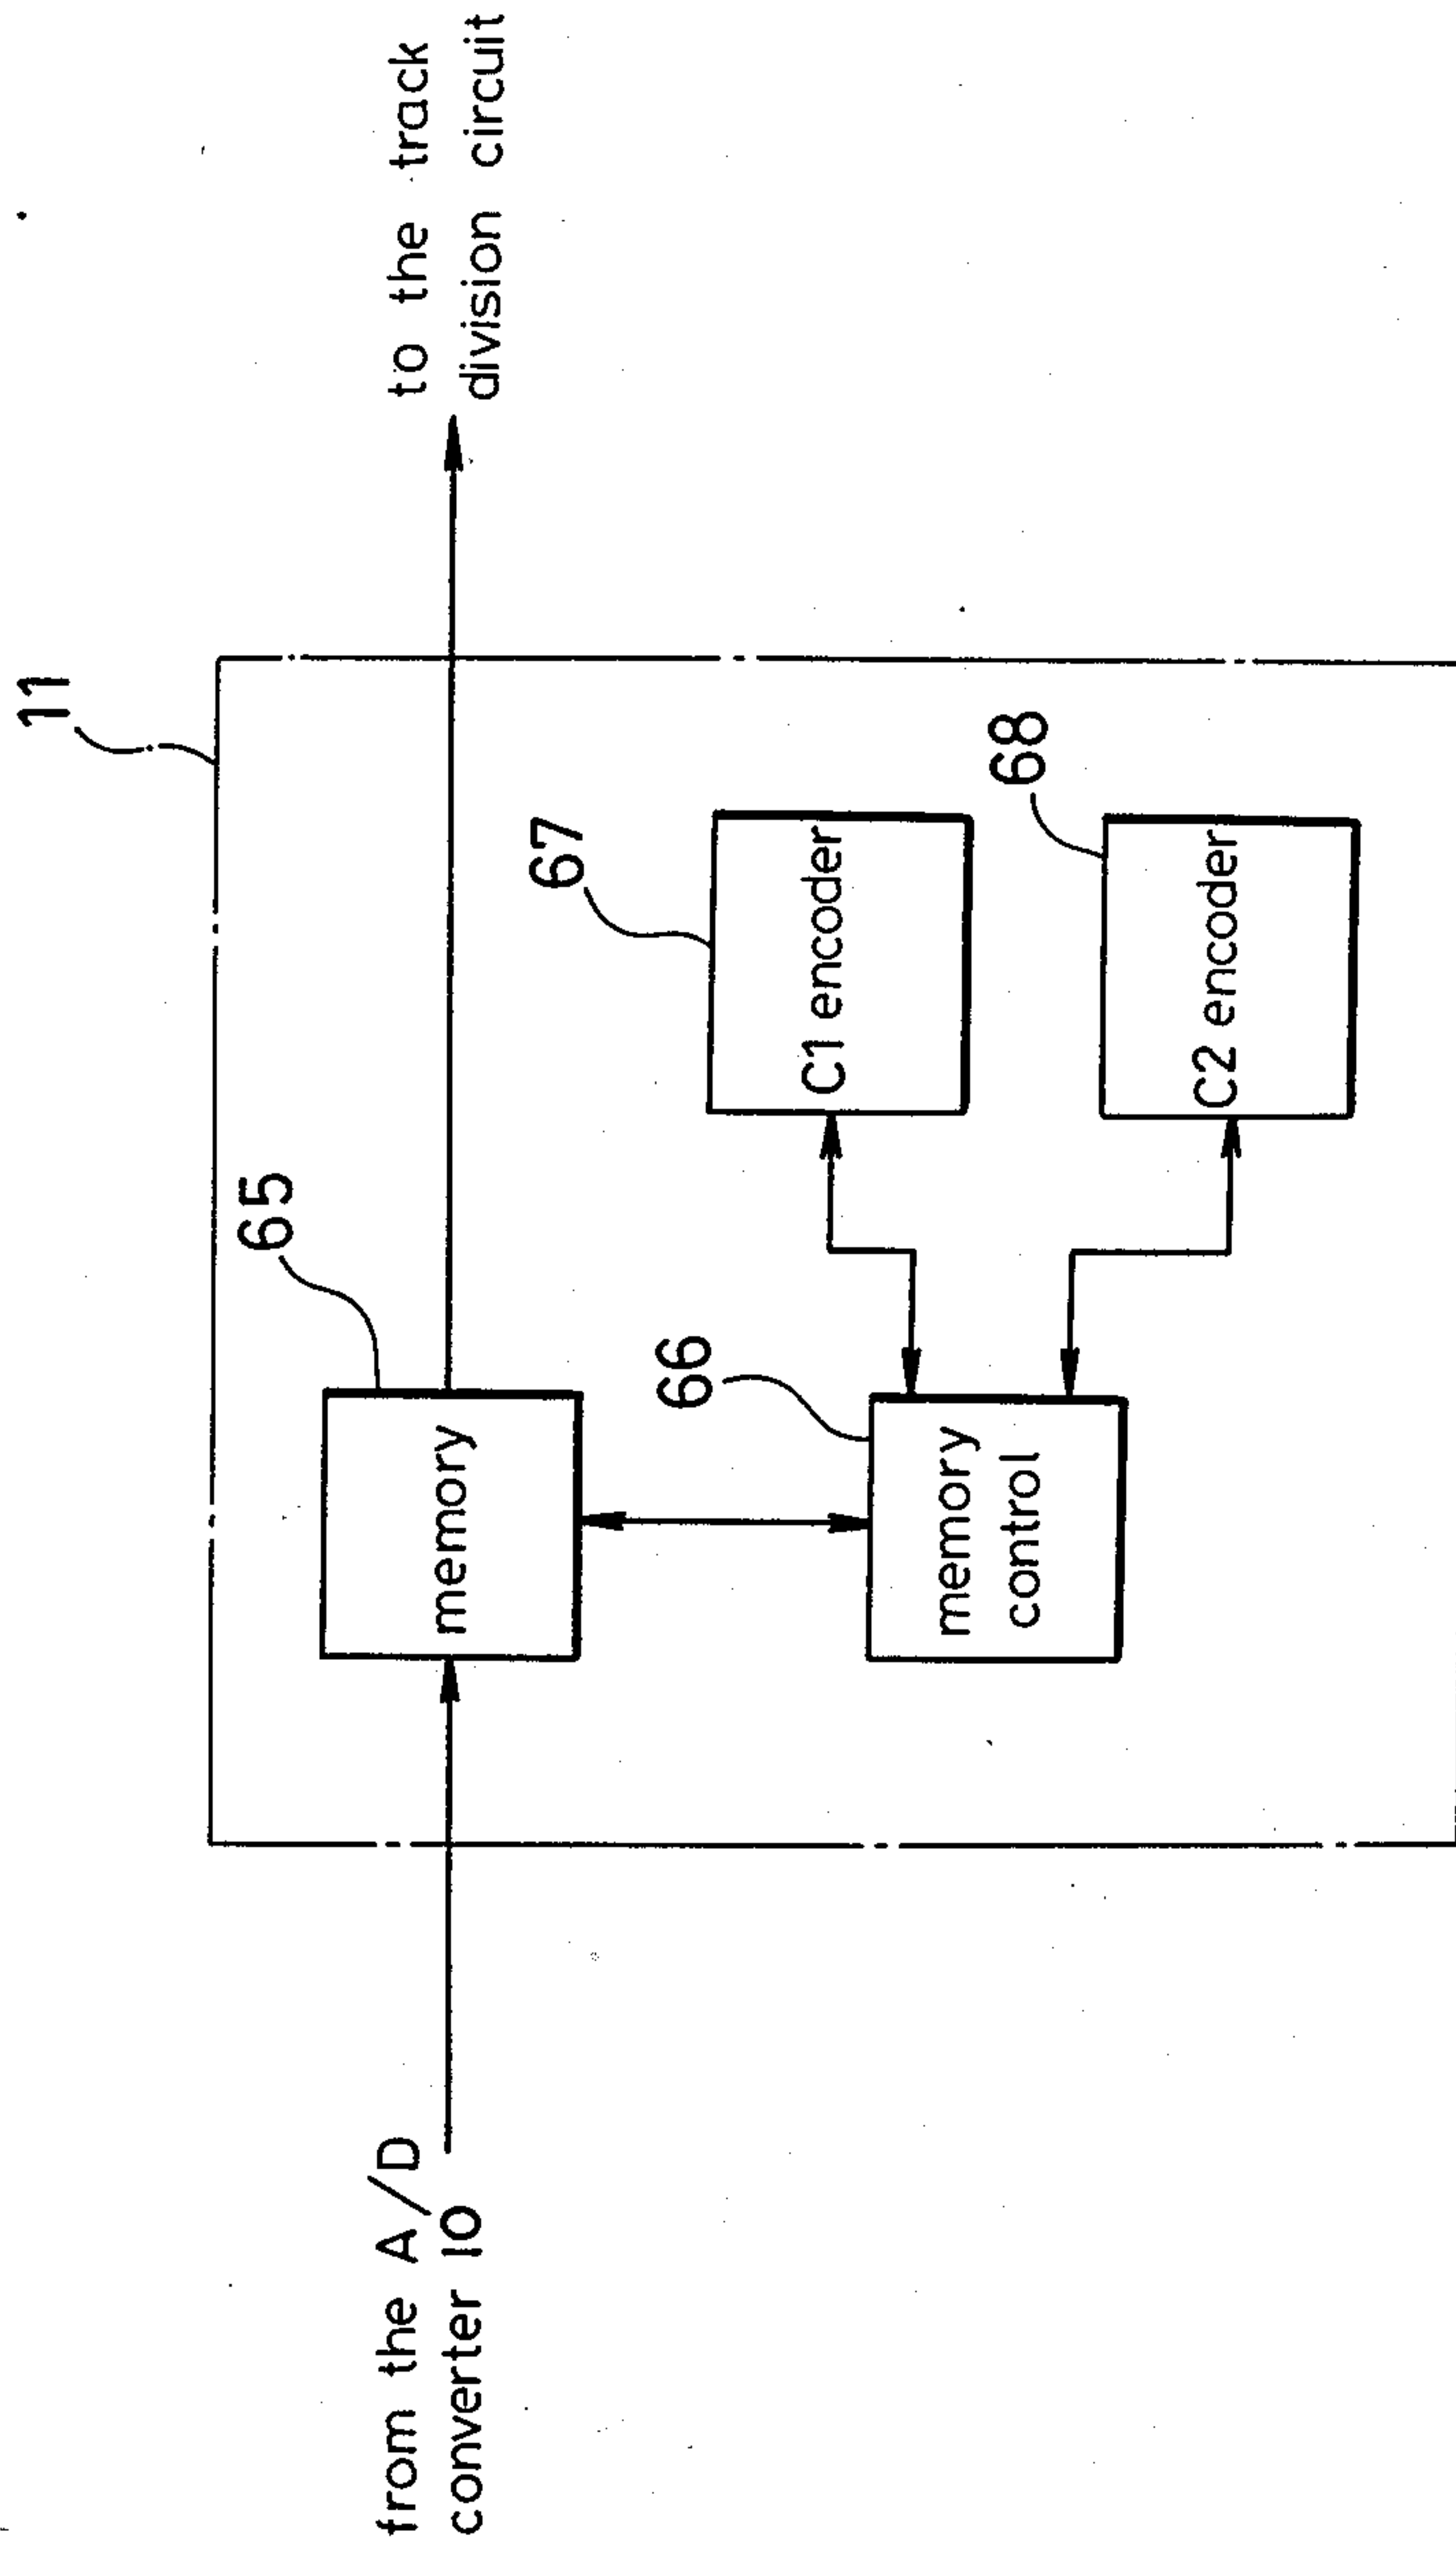 11
65
memory
to the track
division circuit
from the A/D
converter 10
66
memory
control
67
C1 encoder
68
C2 encoder